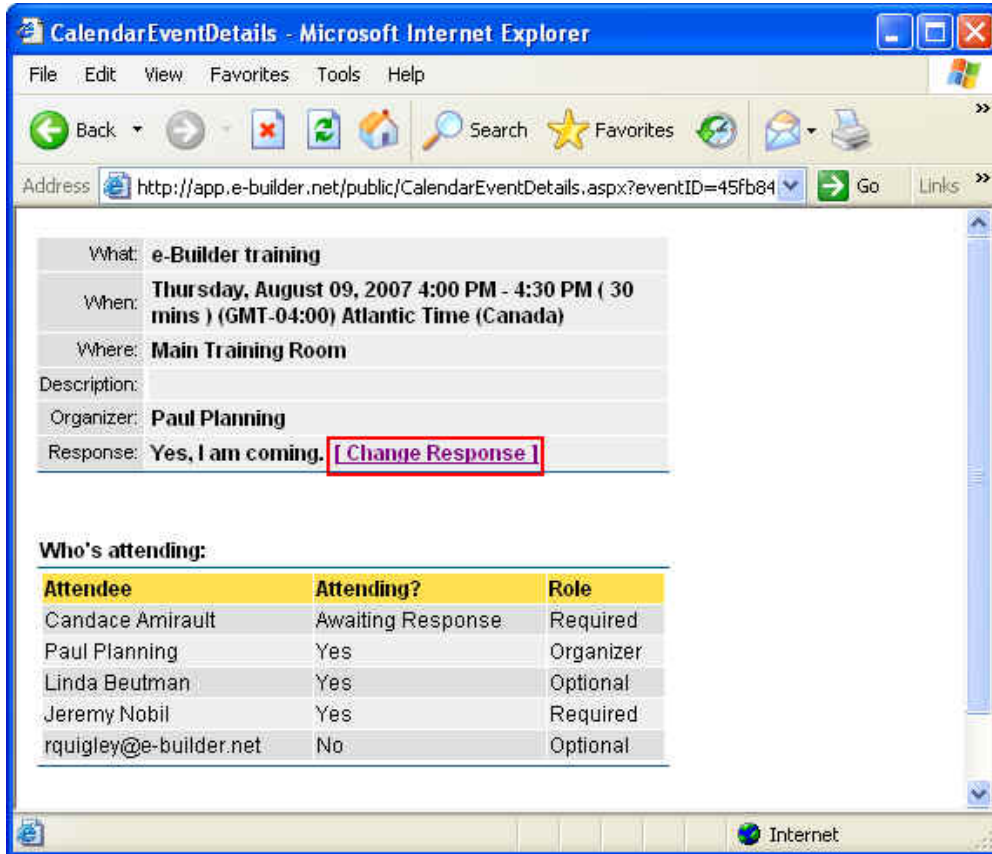 CalendarEventDetails - Microsoft Internet Explorer
File Edit View Favorites Tools Help
Back Search Favorites »
Address http://app.e-builder.net/public/CalendarEventDetails.aspx?eventID=45fb84 Go Links »
What: e-Builder training
When: Thursday, August 09, 2007 4:00 PM - 4:30 PM ( 30
mins ) (GMT-04:00) Atlantic Time (Canada)
Where: Main Training Room
Description:
Organizer: Paul Planning
Response: Yes, I am coming. [ Change Response ]
Who's attending:
Attendee Attending? Role
Candace Amirault Awaiting Response Required
Paul Planning Yes Organizer
Linda Beutman Yes Optional
Jeremy Nobil Yes Required
rquigley@e-builder.net No Optional
Internet